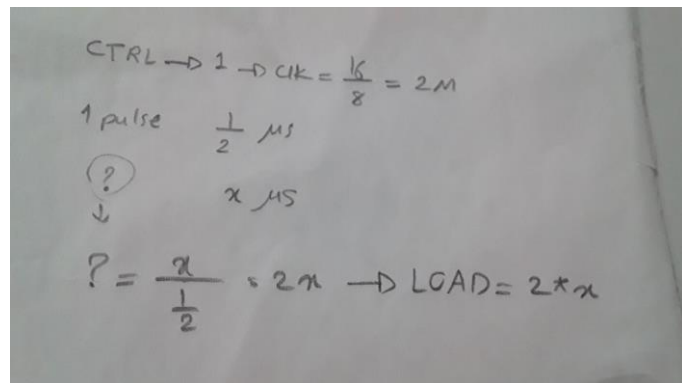 CTRL → 1 → CLK = 16/8 = 2M
1 pulse 1/2 μs
? x μs
↓
? = x / 1/2 = 2x → LOAD = 2*x